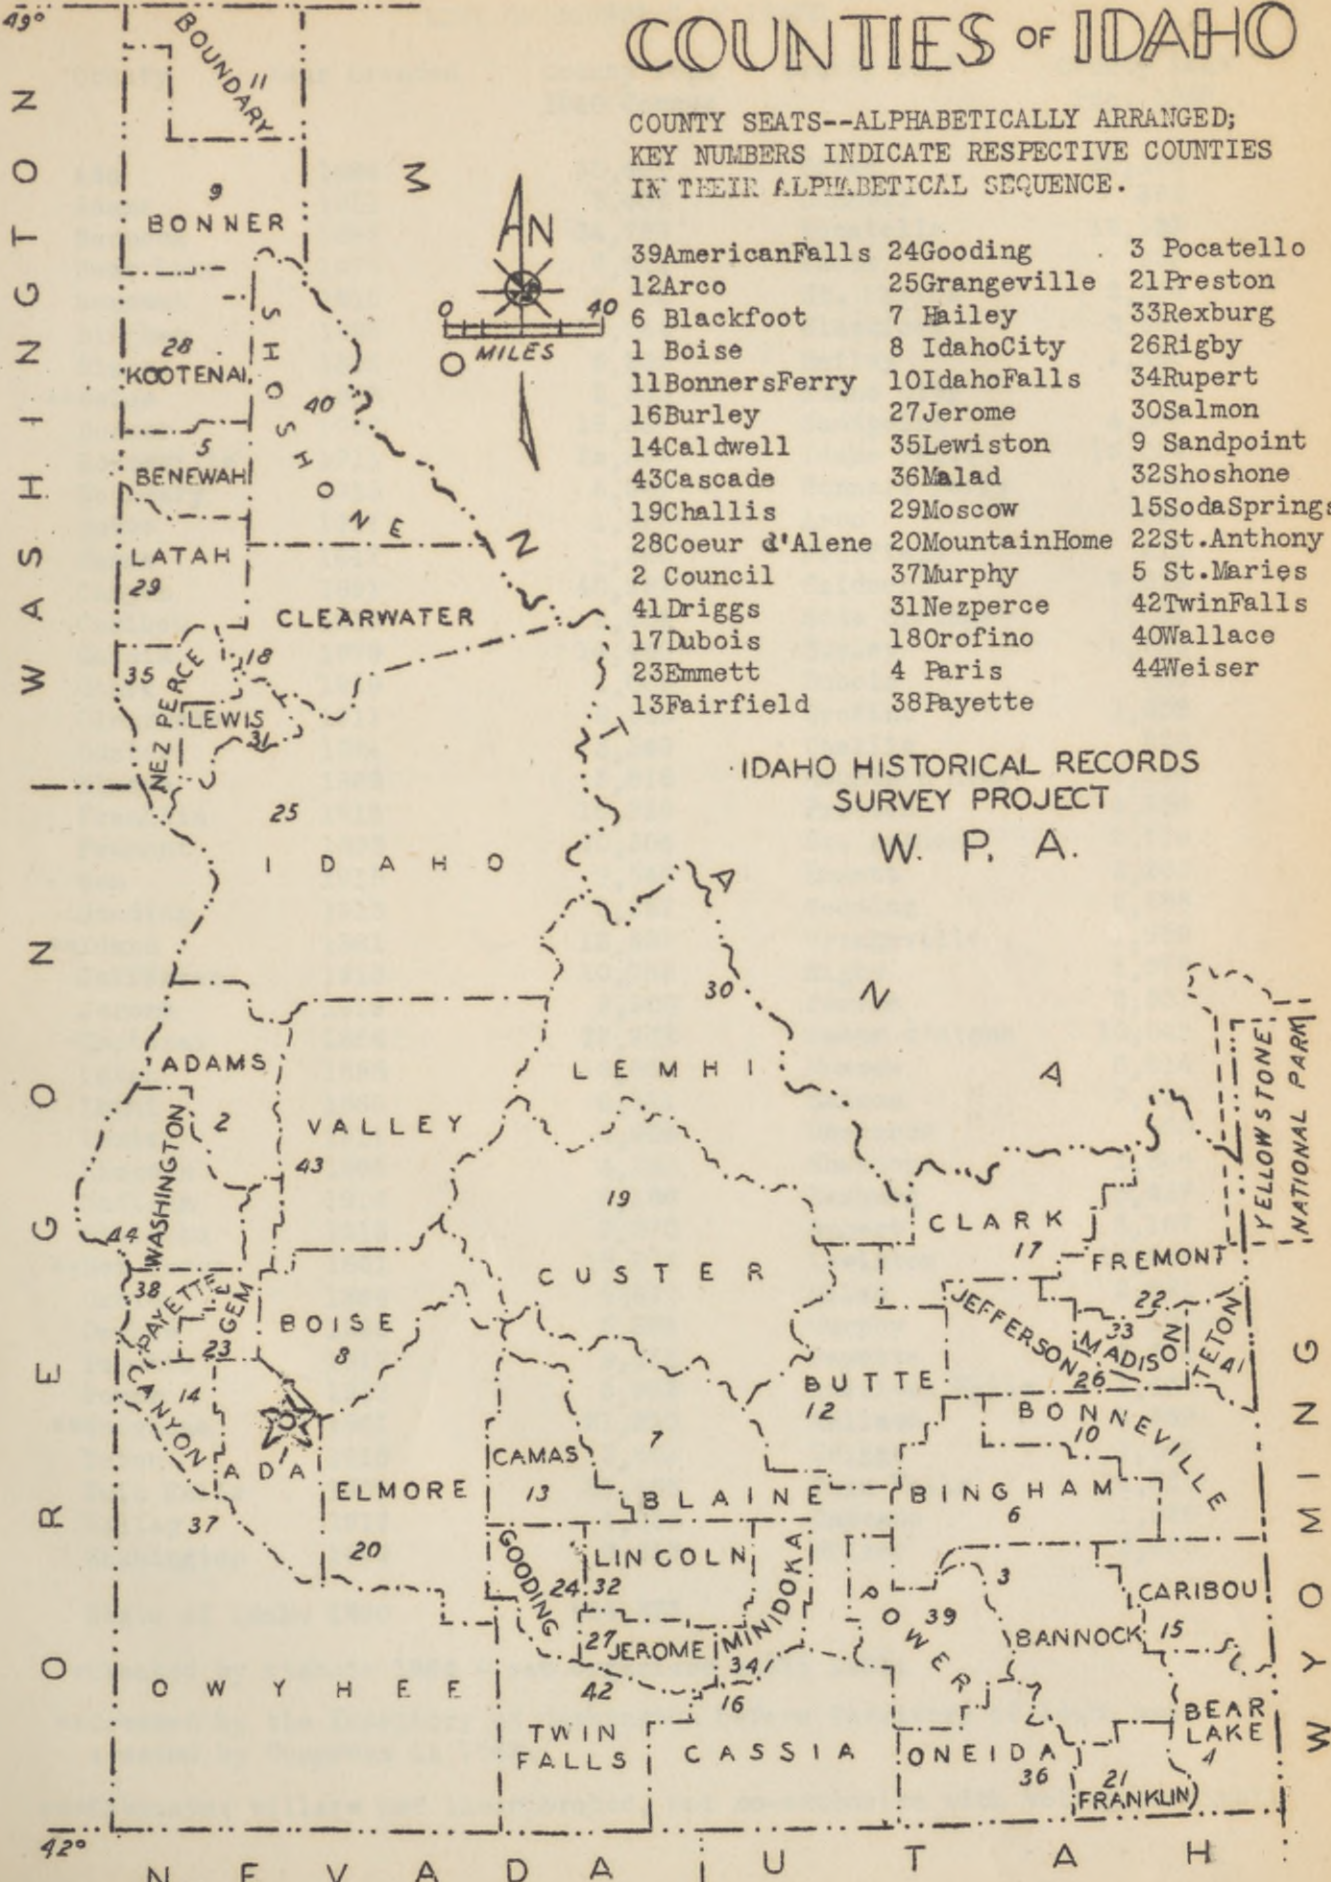 COUNTIES OF IDAHO
COUNTY SEATS--ALPHABETICALLY ARRANGED;
KEY NUMBERS INDICATE RESPECTIVE COUNTIES
IN THEIR ALPHABETICAL SEQUENCE.
39AmericanFalls
12Arco
6 Blackfoot
1 Boise
11BonnersFerry
16Burley
14Caldwell
43Cascade
19Challis
28Coeur d'Alene
2 Council
41Driggs
17Dubois
23Emmett
13Fairfield
24Gooding
25Grangeville
7 Hailey
8 IdahoCity
10IdahoFalls
27Jerome
35Lewiston
36Malad
29Moscow
20MountainHome
37Murphy
31Nezperce
18Orofino
4 Paris
38Payette
3 Pocatello
21Preston
33Rexburg
26Rigby
34Rupert
30Salmon
9 Sandpoint
32Shoshone
15SodaSprings
22St.Anthony
5 St.Maries
42TwinFalls
40Wallace
44Weiser
IDAHO HISTORICAL RECORDS
SURVEY PROJECT
W. P. A.
N
0 40
MILES
49°
WASHINGTON
OREGON
MONTANA
WYOMING
YELLOWSTONE
NATIONAL PARK
BOUNDARY
11
9
BONNER
28
KOOTENAI
SHOSHONE
40
5
BENEWAH
LATAH
29
CLEARWATER
18
35
NEZ PERCE
LEWIS
31
25
IDAHO
30
LEMHI
ADAMS
2
VALLEY
43
WASHINGTON
44
19
CUSTER
CLARK
17
FREMONT
22
38
PAYETTE
GEM
23
BOISE
8
JEFFERSON
26
33
MADISON
TETON
41
CANYON
14
ADA
BUTTE
12
BONNEVILLE
10
7
CAMAS
13
BLAINE
BINGHAM
6
ELMORE
20
37
GOODING
24
LINCOLN
32
MINIDOKA
34
27
JEROME
POWER
39
3
BANNOCK
CARIBOU
15
OWYHEE
42
TWIN
FALLS
16
CASSIA
ONEIDA
36
BEAR
LAKE
4
21
FRANKLIN
42°
NEVADA
UTAH